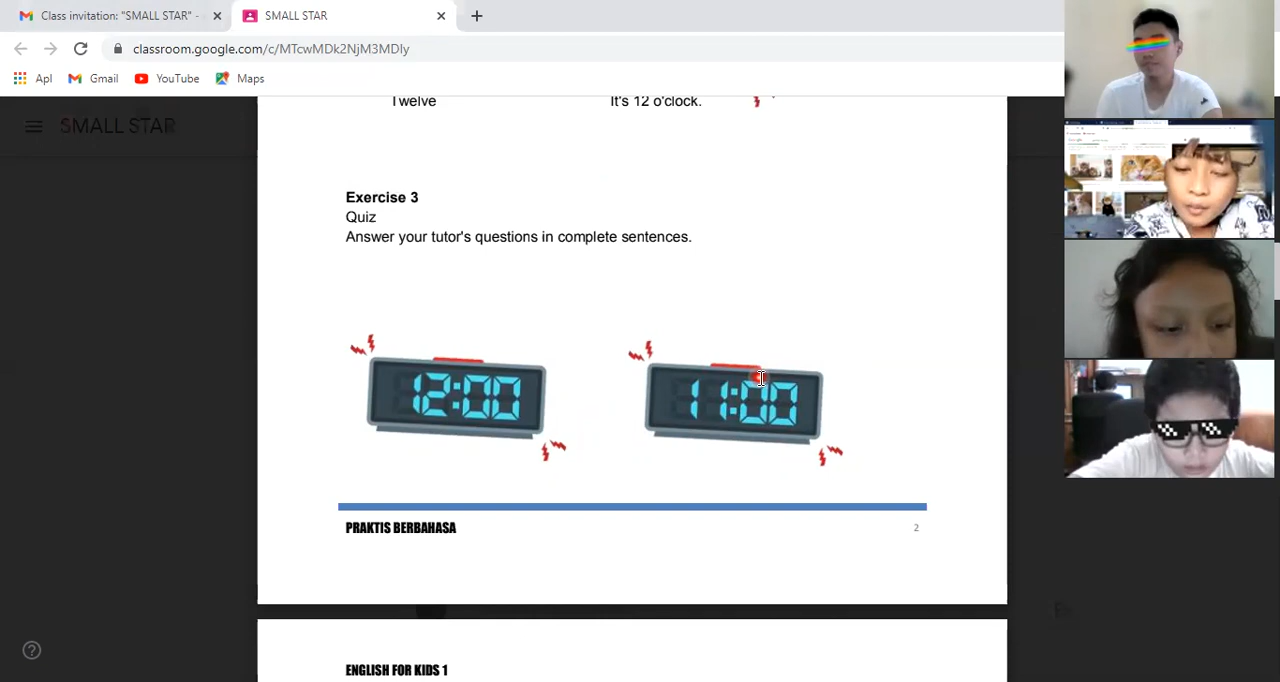 Class invitation: "SMALL STAR" -
SMALL STAR
classroom.google.com/c/MTcwMDk2NjM3MDIy
Apl
Gmail
YouTube
Maps
SMALL STAR
Twelve
It's 12 o'clock.
Exercise 3
Quiz
Answer your tutor's questions in complete sentences.
12:00
11:00
PRAKTIS BERBAHASA
2
ENGLISH FOR KIDS 1